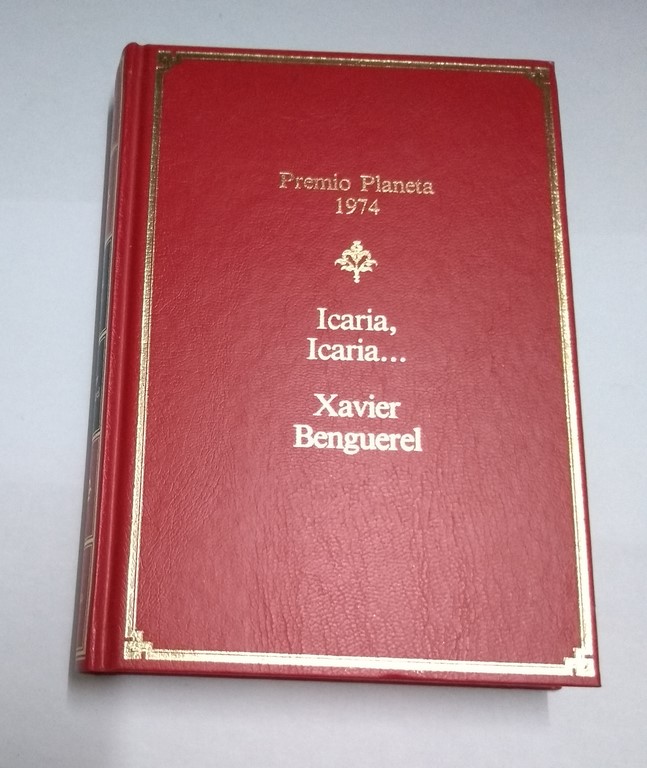 Premio Planeta
1974
Icaria,
Icaria...
Xavier
Benguerel